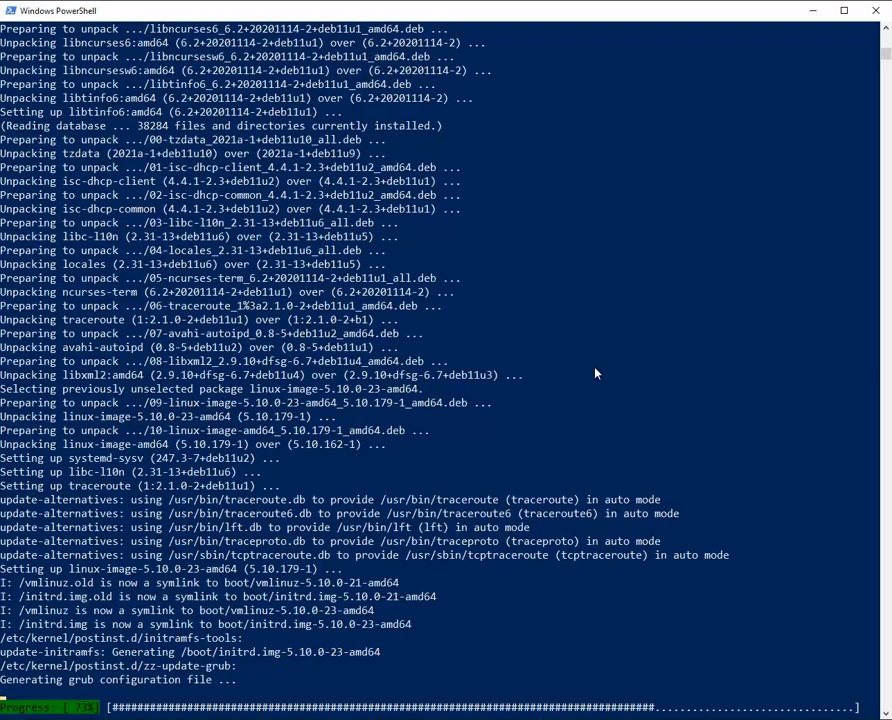 Windows PowerShell
Preparing to unpack .../libncurses6_6.2+20201114-2+deb11u1_amd64.deb ...
Unpacking libncurses6:amd64 (6.2+20201114-2+deb11u1) over (6.2+20201114-2) ...
Preparing to unpack .../libncursesw6_6.2+20201114-2+deb11u1_amd64.deb ...
Unpacking libncursesw6:amd64 (6.2+20201114-2+deb11u1) over (6.2+20201114-2) ...
Preparing to unpack .../libtinfo6_6.2+20201114-2+deb11u1_amd64.deb ...
Unpacking libtinfo6:amd64 (6.2+20201114-2+deb11u1) over (6.2+20201114-2) ...
Setting up libtinfo6:amd64 (6.2+20201114-2+deb11u1) ...
(Reading database ... 38284 files and directories currently installed.)
Preparing to unpack .../00-tzdata_2021a-1+deb11u10_all.deb ...
Unpacking tzdata (2021a-1+deb11u10) over (2021a-1+deb11u9) ...
Preparing to unpack .../01-isc-dhcp-client_4.4.1-2.3+deb11u2_amd64.deb ...
Unpacking isc-dhcp-client (4.4.1-2.3+deb11u2) over (4.4.1-2.3+deb11u1) ...
Preparing to unpack .../02-isc-dhcp-common_4.4.1-2.3+deb11u2_amd64.deb ...
Unpacking isc-dhcp-common (4.4.1-2.3+deb11u2) over (4.4.1-2.3+deb11u1) ...
Preparing to unpack .../03-libc-l10n_2.31-13+deb11u6_all.deb ...
Unpacking libc-l10n (2.31-13+deb11u6) over (2.31-13+deb11u5) ...
Preparing to unpack .../04-locales_2.31-13+deb11u6_all.deb ...
Unpacking locales (2.31-13+deb11u6) over (2.31-13+deb11u5) ...
Preparing to unpack .../05-ncurses-term_6.2+20201114-2+deb11u1_all.deb ...
Unpacking ncurses-term (6.2+20201114-2+deb11u1) over (6.2+20201114-2) ...
Preparing to unpack .../06-traceroute_1%3a2.1.0-2+deb11u1_amd64.deb ...
Unpacking traceroute (1:2.1.0-2+deb11u1) over (1:2.1.0-2+b1) ...
Preparing to unpack .../07-avahi-autoipd_0.8-5+deb11u2_amd64.deb ...
Unpacking avahi-autoipd (0.8-5+deb11u2) over (0.8-5+deb11u1) ...
Preparing to unpack .../08-libxml2_2.9.10+dfsg-6.7+deb11u4_amd64.deb ...
Unpacking libxml2:amd64 (2.9.10+dfsg-6.7+deb11u4) over (2.9.10+dfsg-6.7+deb11u3) ...
Selecting previously unselected package linux-image-5.10.0-23-amd64.
Preparing to unpack .../09-linux-image-5.10.0-23-amd64_5.10.179-1_amd64.deb ...
Unpacking linux-image-5.10.0-23-amd64 (5.10.179-1) ...
Preparing to unpack .../10-linux-image-amd64_5.10.179-1_amd64.deb ...
Unpacking linux-image-amd64 (5.10.179-1) over (5.10.162-1) ...
Setting up systemd-sysv (247.3-7+deb11u2) ...
Setting up libc-l10n (2.31-13+deb11u6) ...
Setting up traceroute (1:2.1.0-2+deb11u1) ...
update-alternatives: using /usr/bin/traceroute.db to provide /usr/bin/traceroute (traceroute) in auto mode
update-alternatives: using /usr/bin/traceroute6.db to provide /usr/bin/traceroute6 (traceroute6) in auto mode
update-alternatives: using /usr/bin/lft.db to provide /usr/bin/lft (lft) in auto mode
update-alternatives: using /usr/bin/traceproto.db to provide /usr/bin/traceproto (traceproto) in auto mode
update-alternatives: using /usr/sbin/tcptraceroute.db to provide /usr/sbin/tcptraceroute (tcptraceroute) in auto mode
Setting up linux-image-5.10.0-23-amd64 (5.10.179-1) ...
I: /vmlinuz.old is now a symlink to boot/vmlinuz-5.10.0-21-amd64
I: /initrd.img.old is now a symlink to boot/initrd.img-5.10.0-21-amd64
I: /vmlinuz is now a symlink to boot/vmlinuz-5.10.0-23-amd64
I: /initrd.img is now a symlink to boot/initrd.img-5.10.0-23-amd64
/etc/kernel/postinst.d/initramfs-tools:
update-initramfs: Generating /boot/initrd.img-5.10.0-23-amd64
/etc/kernel/postinst.d/zz-update-grub:
Generating grub configuration file ...
Progress: [ 73%] [#######################################################################################................................]